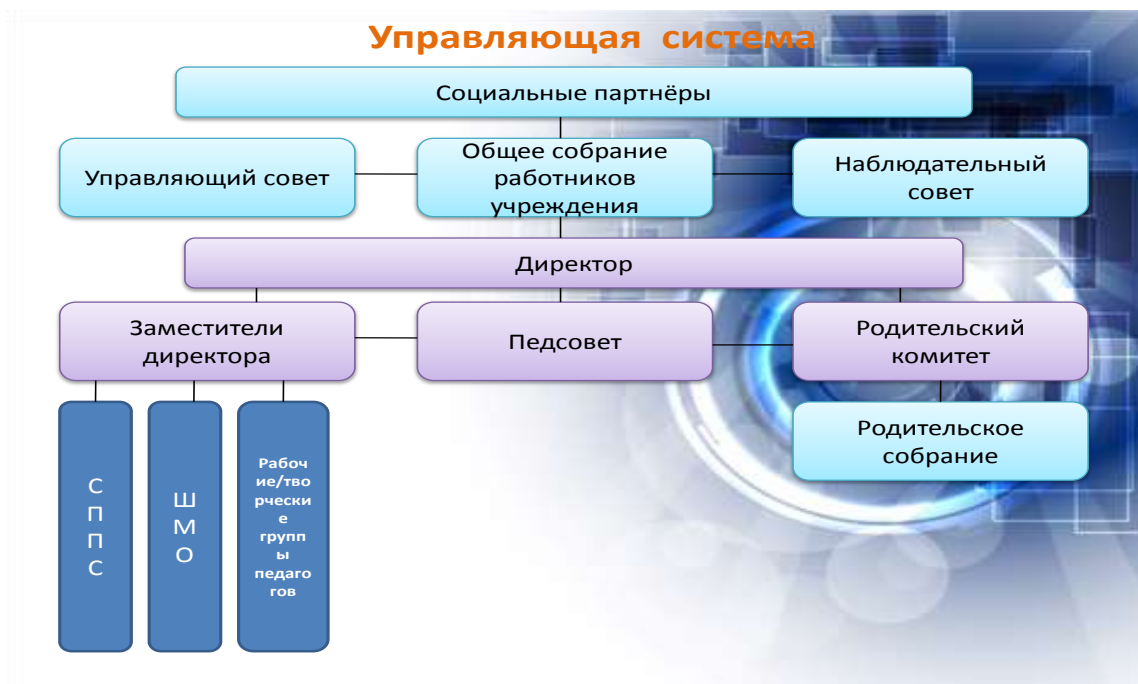 Управляющая система
Социальные партнёры
Управляющий совет
Общее собрание
работников
учреждения
Наблюдательный
совет
Директор
Заместители
директора
Педсовет
Родительский
комитет
Родительское
собрание
С
П
П
С
Ш
М
О
Рабоч
ие/тво
рчески
е
групп
ы
педаго
гов